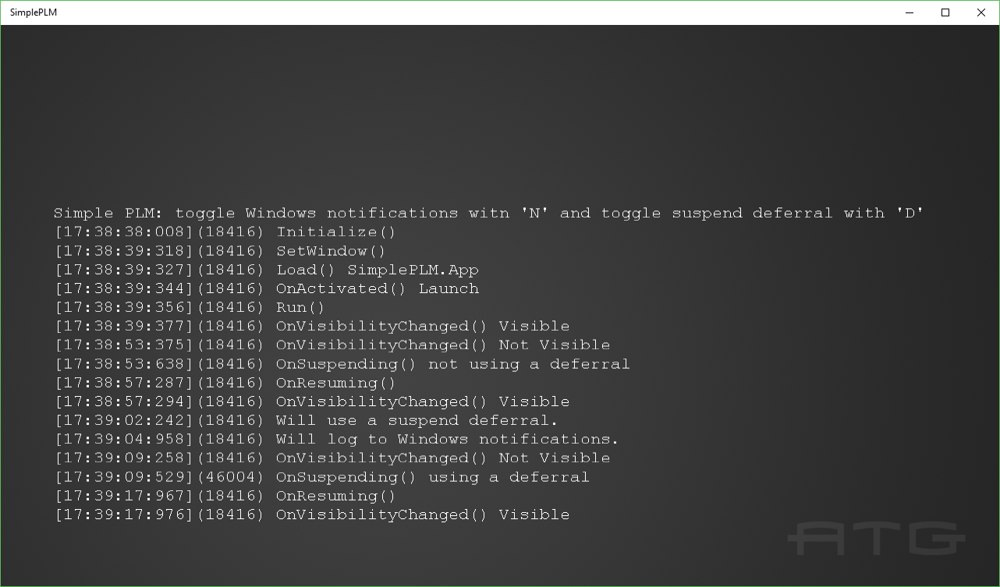 SimplePLM
Simple PLM: toggle Windows notifications witn 'N' and toggle suspend deferral with 'D'
[17:38:38:008](18416) Initialize()
[17:38:39:318](18416) SetWindow()
[17:38:39:327](18416) Load() SimplePLM.App
[17:38:39:344](18416) OnActivated() Launch
[17:38:39:356](18416) Run()
[17:38:39:377](18416) OnVisibilityChanged() Visible
[17:38:53:375](18416) OnVisibilityChanged() Not Visible
[17:38:53:638](18416) OnSuspending() not using a deferral
[17:38:57:287](18416) OnResuming()
[17:38:57:294](18416) OnVisibilityChanged() Visible
[17:39:02:242](18416) Will use a suspend deferral.
[17:39:04:958](18416) Will log to Windows notifications.
[17:39:09:258](18416) OnVisibilityChanged() Not Visible
[17:39:09:529](46004) OnSuspending() using a deferral
[17:39:17:967](18416) OnResuming()
[17:39:17:976](18416) OnVisibilityChanged() Visible
ATG